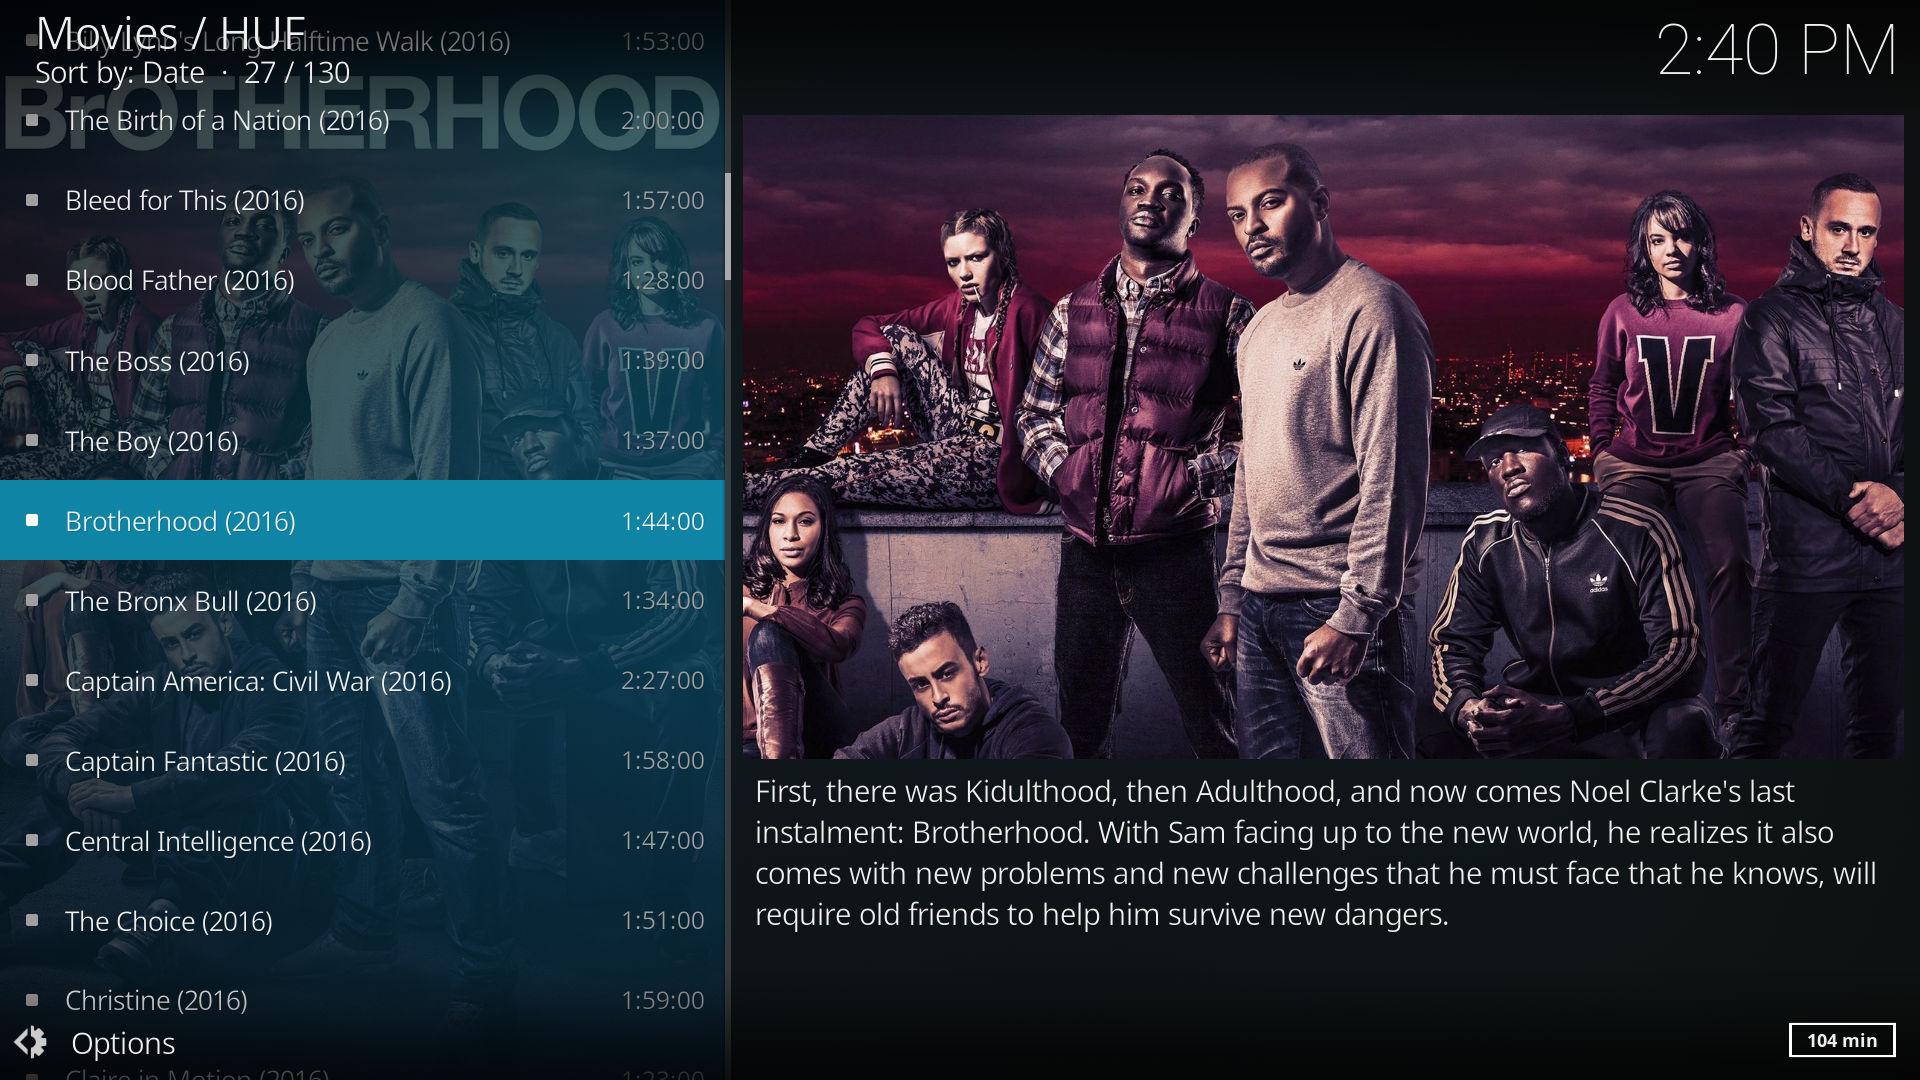 Movies / HUF
Billy Lynn's Long Halftime Walk (2016) 1:53:00
Sort by: Date · 27 / 130
2:40 PM
BrOTHERHOOD
The Birth of a Nation (2016) 2:00:00
Bleed for This (2016) 1:57:00
Blood Father (2016) 1:28:00
The Boss (2016) 1:39:00
The Boy (2016) 1:37:00
Brotherhood (2016) 1:44:00
The Bronx Bull (2016) 1:34:00
Captain America: Civil War (2016) 2:27:00
Captain Fantastic (2016) 1:58:00
Central Intelligence (2016) 1:47:00
The Choice (2016) 1:51:00
Christine (2016) 1:59:00
Options
Claire in Motion (2016) 1:23:00
V
V
adidas
First, there was Kidulthood, then Adulthood, and now comes Noel Clarke's last
instalment: Brotherhood. With Sam facing up to the new world, he realizes it also
comes with new problems and new challenges that he must face that he knows, will
require old friends to help him survive new dangers.
104 min